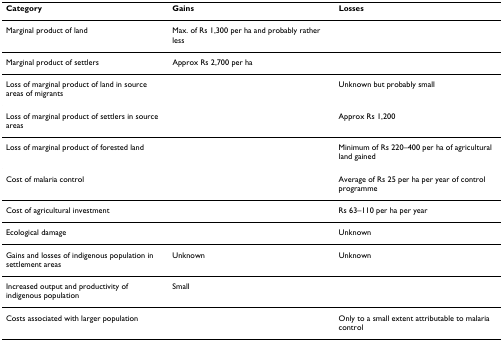 Category Gains Losses
Marginal product of land Max. of Rs 1,300 per ha and probably rather
less
Marginal product of settlers Approx Rs 2,700 per ha
Loss of marginal product of land in source Unknown but probably small
areas of migrants
Loss of marginal product of settlers in source Approx Rs 1,200
areas
Loss of marginal product of forested land Minimum of Rs 220–400 per ha of agricultural
land gained
Cost of malaria control Average of Rs 25 per ha per year of control
programme
Cost of agricultural investment Rs 63–110 per ha per year
Ecological damage Unknown
Gains and losses of indigenous population in Unknown Unknown
settlement areas
Increased output and productivity of Small
indigenous population
Costs associated with larger population Only to a small extent attributable to malaria
control